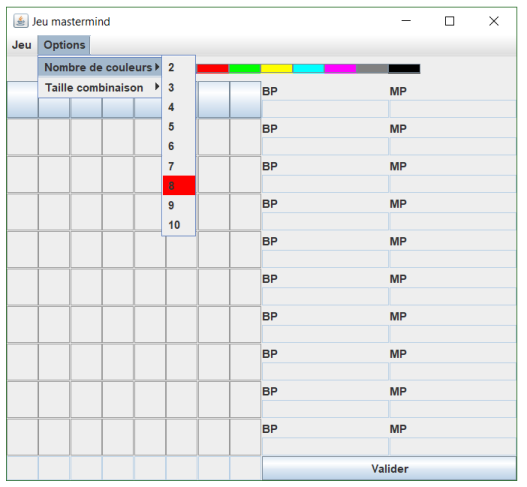 Jeu mastermind
Jeu Options
Nombre de couleurs
Taille combinaison
2
3
4
5
6
7
8
9
10
BP MP
BP MP
BP MP
BP MP
BP MP
BP MP
BP MP
BP MP
BP MP
BP MP
Valider